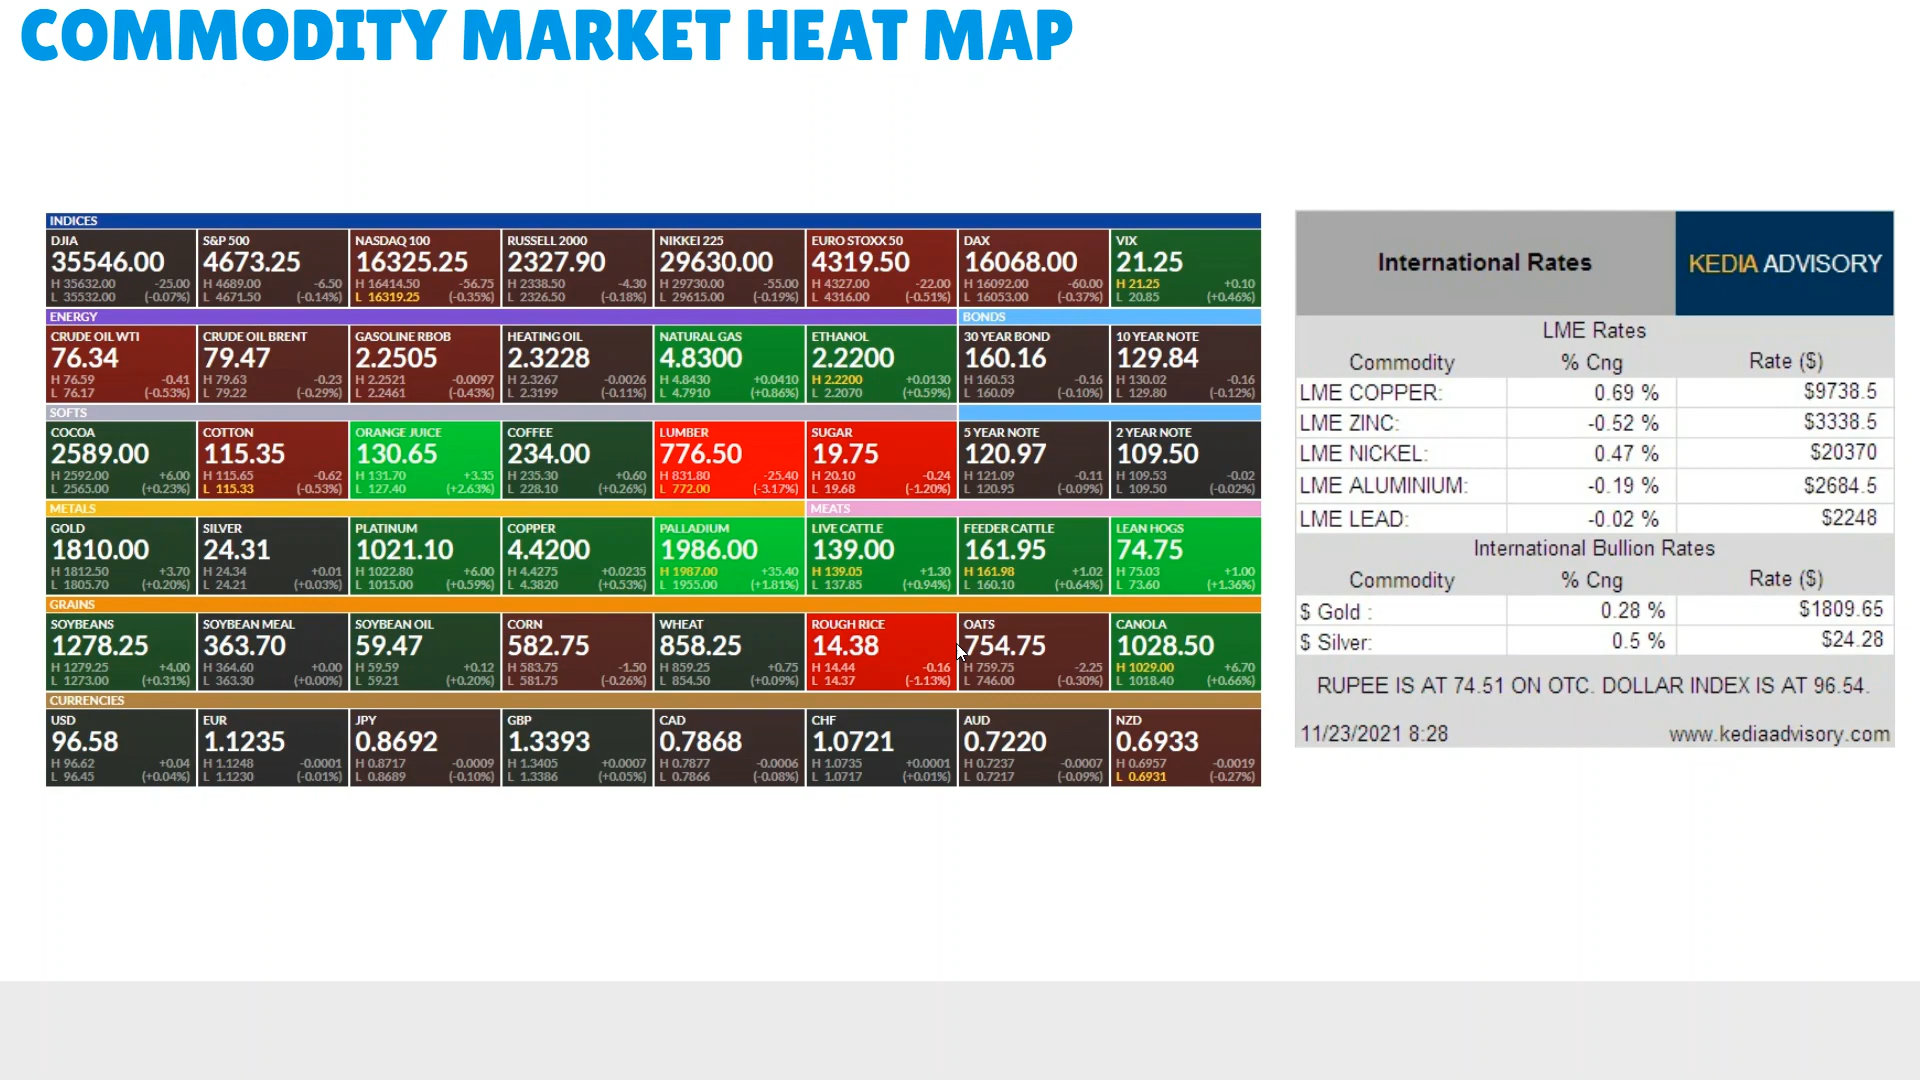 COMMODITY MARKET HEAT MAP
INDICES
DJIA S&P 500 NASDAQ 100 RUSSELL 2000 NIKKEI 225 EURO STOXX 50 DAX VIX
35546.00 4673.25 16325.25 2327.90 29630.00 4319.50 16068.00 21.25
H 35632.00 -25.00 H 4689.00 -6.50 H 16414.50 -56.75 H 2338.50 -4.30 H 29730.00 -55.00 H 4327.00 -22.00 H 16092.00 -60.00 H 21.25 +0.10
L 35532.00 (-0.07%) L 4671.50 (-0.14%) L 16319.25 (-0.35%) L 2326.50 (-0.18%) L 29615.00 (-0.19%) L 4316.00 (-0.51%) L 16053.00 (-0.37%) L 20.85 (+0.46%)
ENERGY BONDS
CRUDE OIL WTI CRUDE OIL BRENT GASOLINE RBOB HEATING OIL NATURAL GAS ETHANOL 30 YEAR BOND 10 YEAR NOTE
76.34 79.47 2.2505 2.3228 4.8300 2.2200 160.16 129.84
H 76.59 -0.41 H 79.63 -0.23 H 2.2521 -0.0097 H 2.3267 -0.0026 H 4.8430 +0.0410 H 2.2200 +0.0130 H 160.53 -0.16 H 130.02 -0.16
L 76.17 (-0.53%) L 79.22 (-0.29%) L 2.2461 (-0.43%) L 2.3199 (-0.11%) L 4.7910 (+0.86%) L 2.2070 (+0.59%) L 160.09 (-0.10%) L 129.80 (-0.12%)
SOFTS
COCOA COTTON ORANGE JUICE COFFEE LUMBER SUGAR 5 YEAR NOTE 2 YEAR NOTE
2589.00 115.35 130.65 234.00 776.50 19.75 120.97 109.50
H 2592.00 +6.00 H 115.65 -0.62 H 131.70 +3.35 H 235.30 +0.60 H 831.80 -25.40 H 20.10 -0.24 H 121.09 -0.11 H 109.53 -0.02
L 2565.00 (+0.23%) L 115.33 (-0.53%) L 127.40 (+2.63%) L 228.10 (+0.26%) L 772.00 (-3.17%) L 19.68 (-1.20%) L 120.95 (-0.09%) L 109.50 (-0.02%)
METALS MEATS
GOLD SILVER PLATINUM COPPER PALLADIUM LIVE CATTLE FEEDER CATTLE LEAN HOGS
1810.00 24.31 1021.10 4.4200 1986.00 139.00 161.95 74.75
H 1812.50 +3.70 H 24.34 +0.01 H 1022.80 +6.00 H 4.4275 +0.0235 H 1987.00 +35.40 H 139.05 +1.30 H 161.98 +1.02 H 75.03 +1.00
L 1805.70 (+0.20%) L 24.21 (+0.03%) L 1015.00 (+0.59%) L 4.3820 (+0.53%) L 1955.00 (+1.81%) L 137.85 (+0.94%) L 160.10 (+0.64%) L 73.60 (+1.36%)
GRAINS
SOYBEANS SOYBEAN MEAL SOYBEAN OIL CORN WHEAT ROUGH RICE OATS CANOLA
1278.25 363.70 59.47 582.75 858.25 14.38 754.75 1028.50
H 1279.25 +4.00 H 364.60 +0.00 H 59.59 +0.12 H 583.75 -1.50 H 859.25 +0.75 H 14.44 -0.16 H 759.75 -2.25 H 1029.00 +6.70
L 1273.00 (+0.31%) L 363.30 (+0.00%) L 59.21 (+0.20%) L 581.75 (-0.26%) L 854.50 (+0.09%) L 14.37 (-1.13%) L 746.00 (-0.30%) L 1018.40 (+0.66%)
CURRENCIES
USD EUR JPY GBP CAD CHF AUD NZD
96.58 1.1235 0.8692 1.3393 0.7868 1.0721 0.7220 0.6933
H 96.62 +0.04 H 1.1248 -0.0001 H 0.8717 -0.0009 H 1.3405 +0.0007 H 0.7877 -0.0006 H 1.0735 +0.0001 H 0.7237 -0.0007 H 0.6957 -0.0019
L 96.45 (+0.04%) L 1.1230 (-0.01%) L 0.8689 (-0.10%) L 1.3386 (+0.05%) L 0.7866 (-0.08%) L 1.0717 (+0.01%) L 0.7217 (-0.09%) L 0.6931 (-0.27%)
International Rates KEDIA ADVISORY
LME Rates
Commodity % Cng Rate ($)
LME COPPER: 0.69 % $9738.5
LME ZINC: -0.52 % $3338.5
LME NICKEL: 0.47 % $20370
LME ALUMINIUM: -0.19 % $2684.5
LME LEAD: -0.02 % $2248
International Bullion Rates
Commodity % Cng Rate ($)
$ Gold : 0.28 % $1809.65
$ Silver: 0.5 % $24.28
RUPEE IS AT 74.51 ON OTC. DOLLAR INDEX IS AT 96.54.
11/23/2021 8:28 www.kediaadvisory.com